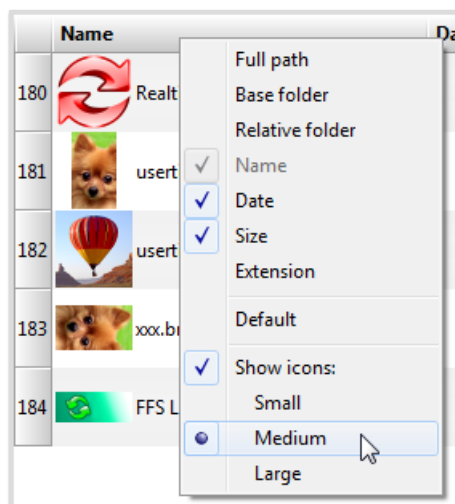 Name
Da
180
Realt
181
usert
182
usert
183
xxx.br
184
FFS L
Full path
Base folder
Relative folder
Name
Date
Size
Extension
Default
Show icons:
Small
Medium
Large